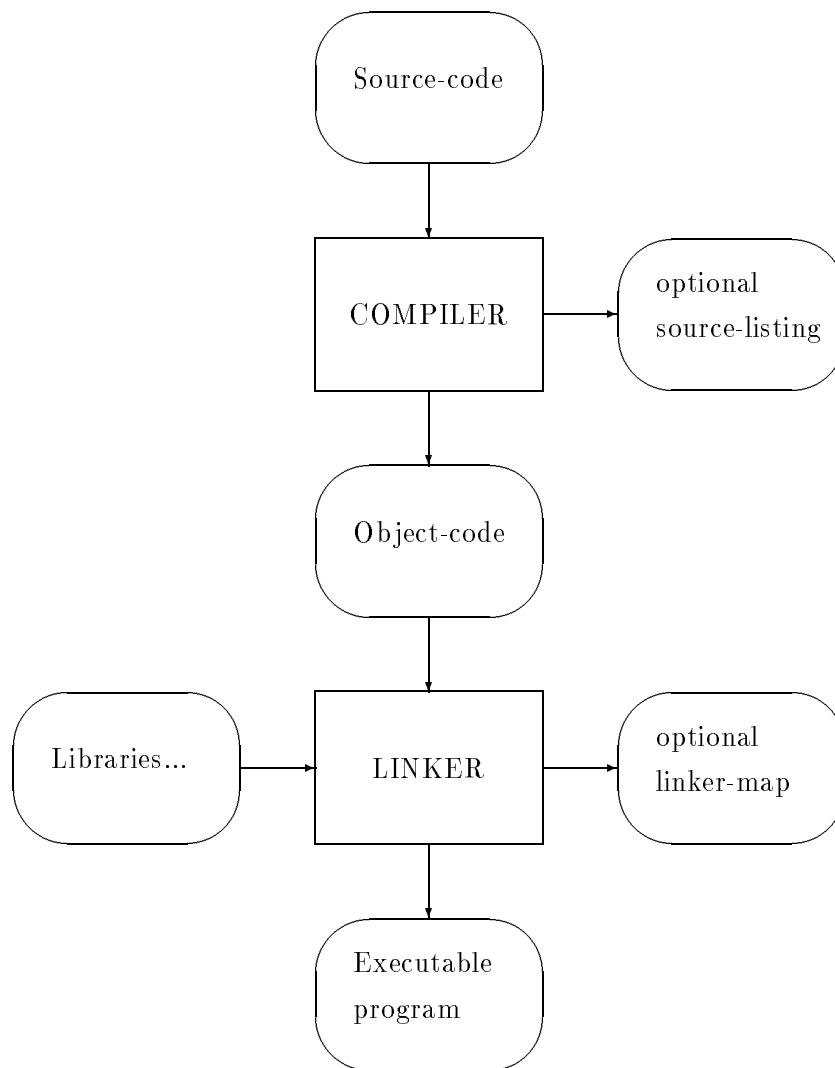 Source-code
COMPILER
optional
source-listing
Object-code
Libraries...
LINKER
optional
linker-map
Executable
program